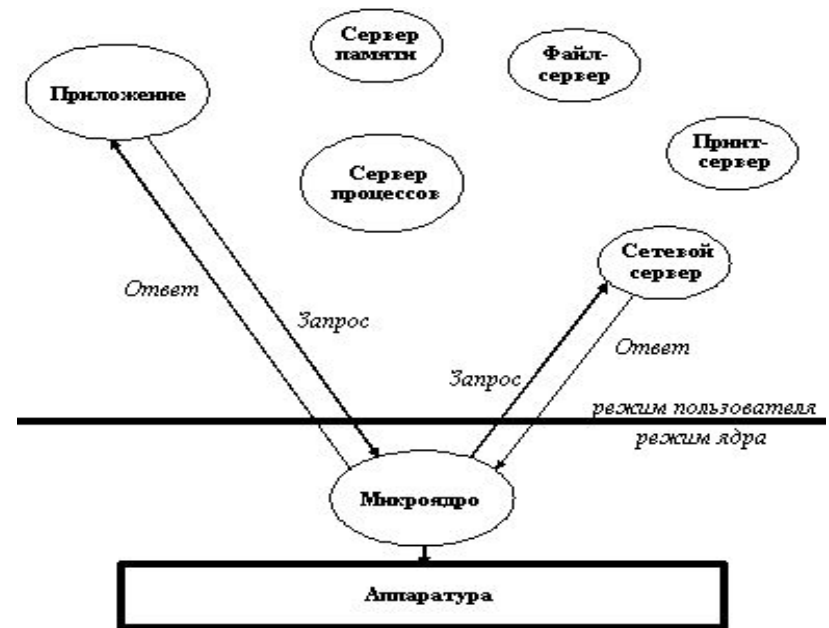 Сервер
памяти
Файл-
сервер
Приложение
Принт-
сервер
Сервер
процессов
Сетевой
сервер
Ответ
Запрос
Ответ
Запрос
режим пользователя
режим ядра
Микроядро
Аппаратура